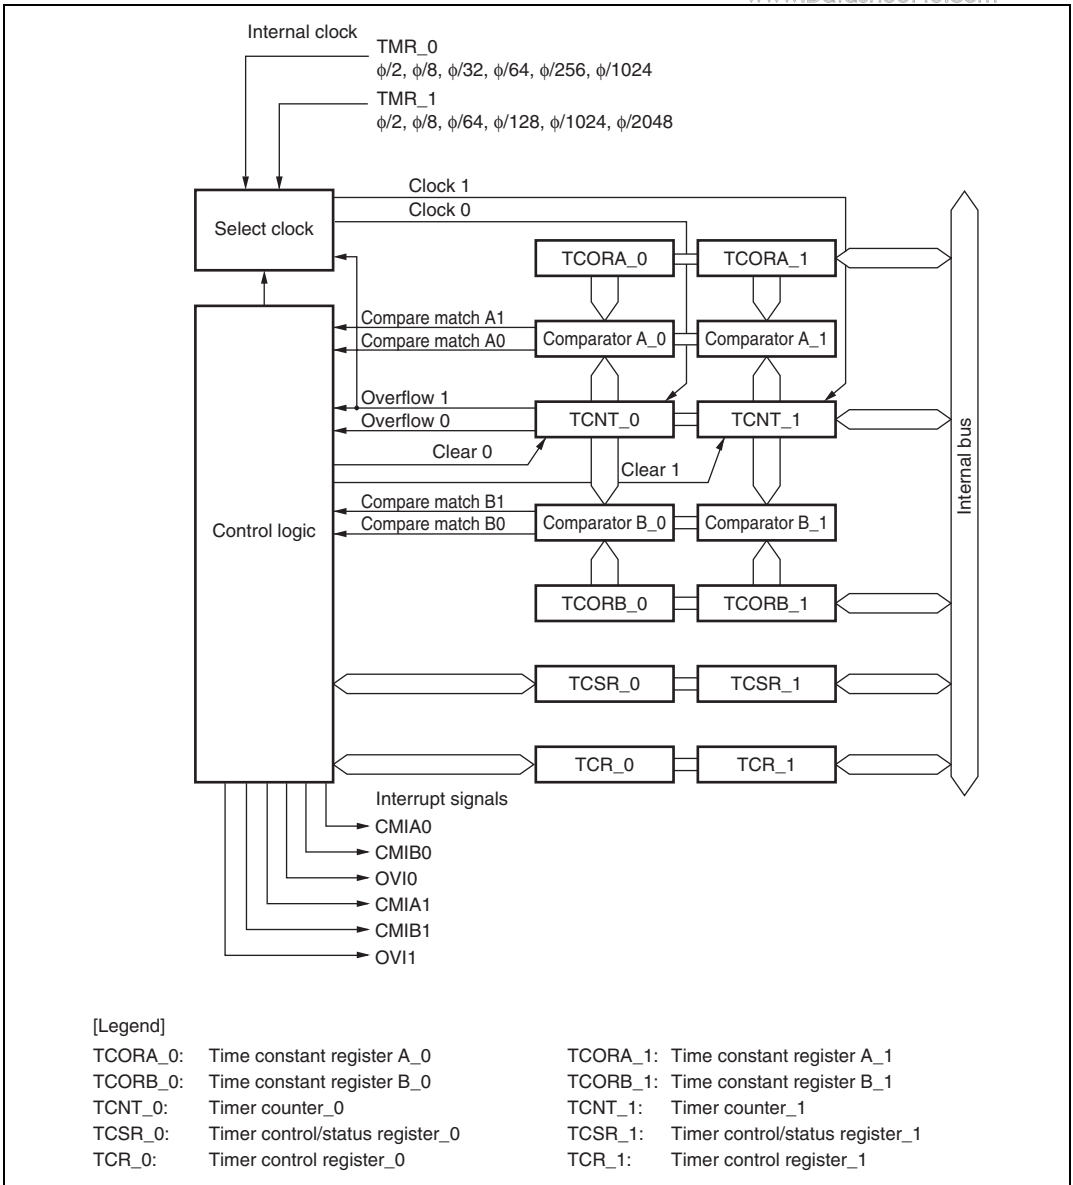 Internal clock
TMR_0
ϕ/2, ϕ/8, ϕ/32, ϕ/64, ϕ/256, ϕ/1024
TMR_1
ϕ/2, ϕ/8, ϕ/64, ϕ/128, ϕ/1024, ϕ/2048
Clock 1
Clock 0
Select clock
TCORA_0
TCORA_1
Compare match A1
Compare match A0
Comparator A_0
Comparator A_1
Overflow 1
Overflow 0
TCNT_0
TCNT_1
Clear 0
Clear 1
Internal bus
Compare match B1
Compare match B0
Control logic
Comparator B_0
Comparator B_1
TCORB_0
TCORB_1
TCSR_0
TCSR_1
TCR_0
TCR_1
Interrupt signals
CMIA0
CMIB0
OVI0
CMIA1
CMIB1
OVI1
[Legend]
TCORA_0: Time constant register A_0
TCORA_1: Time constant register A_1
TCORB_0: Time constant register B_0
TCORB_1: Time constant register B_1
TCNT_0: Timer counter_0
TCNT_1: Timer counter_1
TCSR_0: Timer control/status register_0
TCSR_1: Timer control/status register_1
TCR_0: Timer control register_0
TCR_1: Timer control register_1